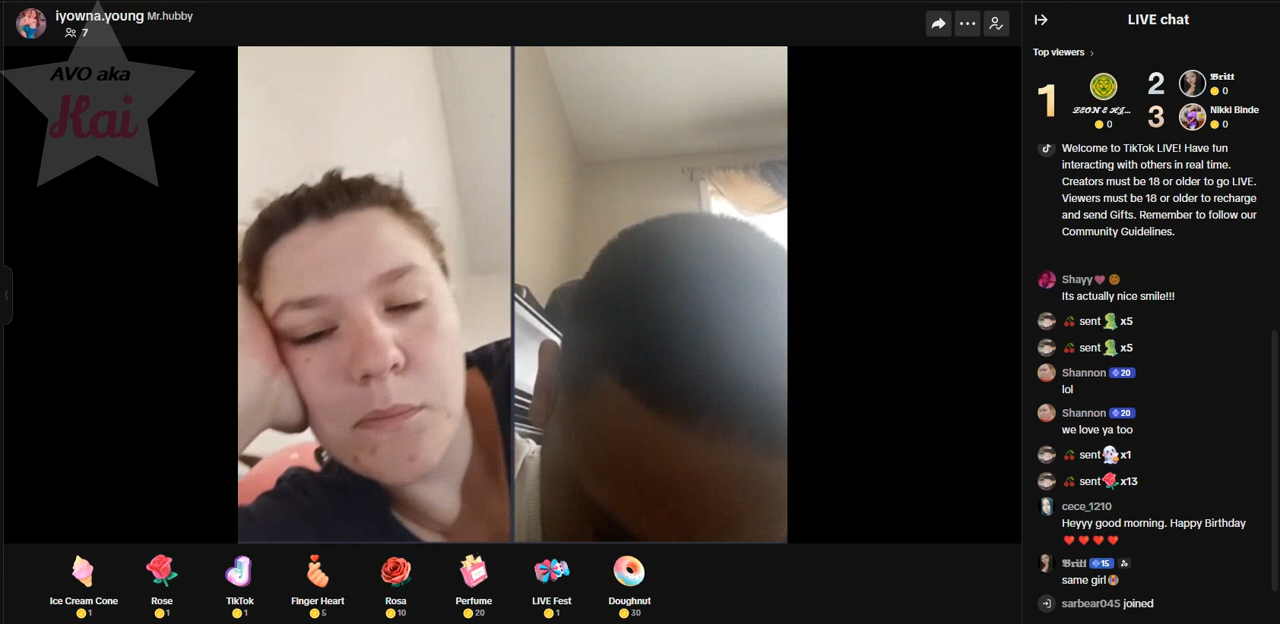 iyowna.young Mr.hubby
7
AVO aka
Kai
LIVE chat
Top viewers
1
0
2
𝕭𝖗𝖎𝖙𝖙
0
3
Nikki Binde
0
Welcome to TikTok LIVE! Have fun
interacting with others in real time.
Creators must be 18 or older to go LIVE.
Viewers must be 18 or older to recharge
and send Gifts. Remember to follow our
Community Guidelines.
Shayy
Its actually nice smile!!!
sent x5
sent x5
Shannon 20
lol
Shannon 20
we love ya too
sent x1
sent x13
cece_1210
Heyyy good morning. Happy Birthday
𝕭𝖗𝖎𝖙𝖙 15
same girl
sarbear045 joined
Ice Cream Cone
1
Rose
1
TikTok
1
Finger Heart
5
Rosa
10
Perfume
20
LIVE Fest
1
Doughnut
30